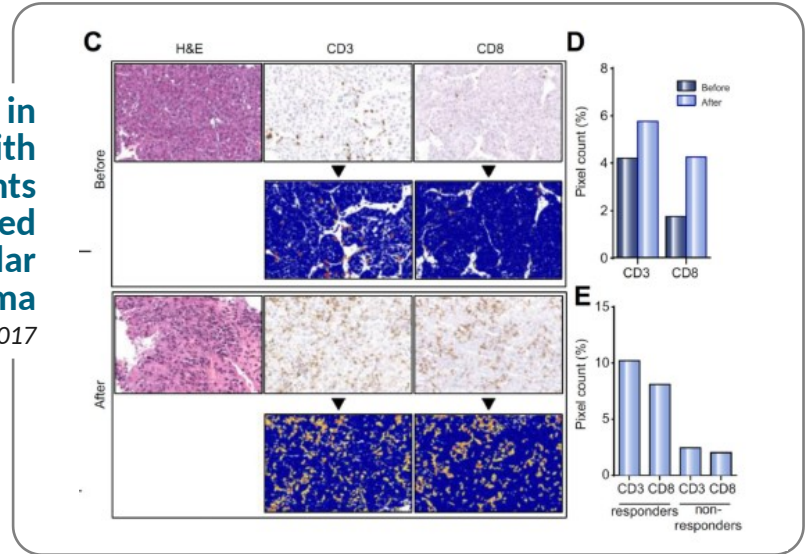 in
ith
nts
ed
lar
ma
017
C
H&E
CD3
CD8
Before
After
D
Pixel count (%)
8
6
4
2
0
Before
After
CD3
CD8
E
Pixel count (%)
15
10
5
0
CD3 CD8 CD3 CD8
responders non-
responders